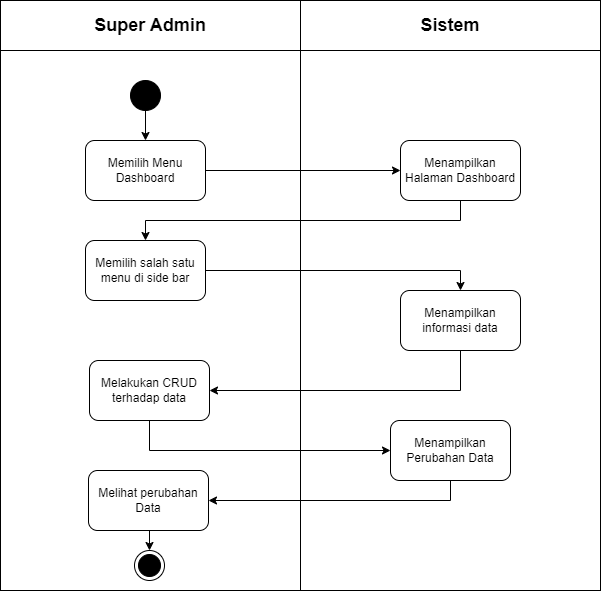 Super Admin
Sistem
Memilih Menu
Dashboard
Menampilkan
Halaman Dashboard
Memilih salah satu
menu di side bar
Menampilkan
informasi data
Melakukan CRUD
terhadap data
Menampilkan
Perubahan Data
Melihat perubahan
Data